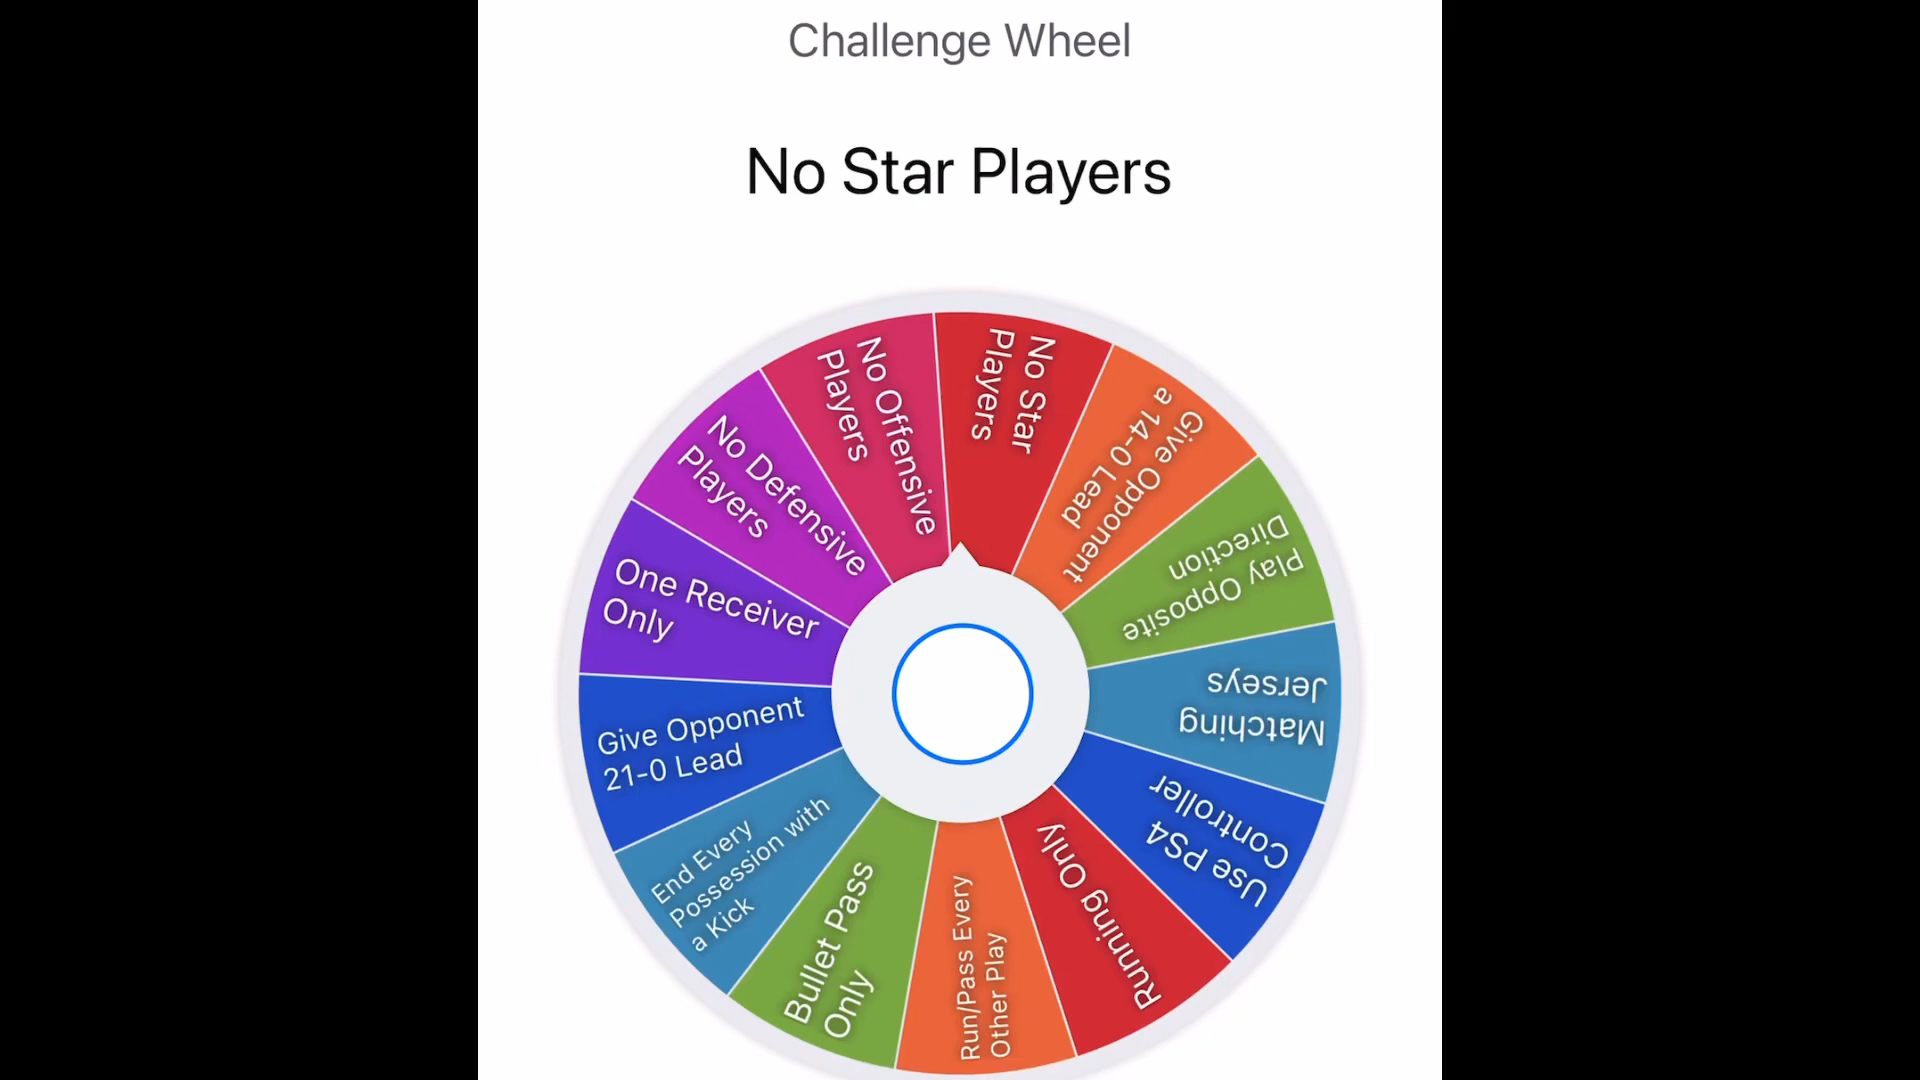 Challenge Wheel
No Star Players
No Star
Players
Give Opponent
a 14-0 Lead
Play Opposite
Direction
Matching
Jerseys
Use PS4
Controller
Running Only
Run/Pass Every
Other Play
Bullet Pass
Only
End Every
Possession with
a Kick
Give Opponent
21-0 Lead
One Receiver
Only
No Defensive
Players
No Offensive
Players